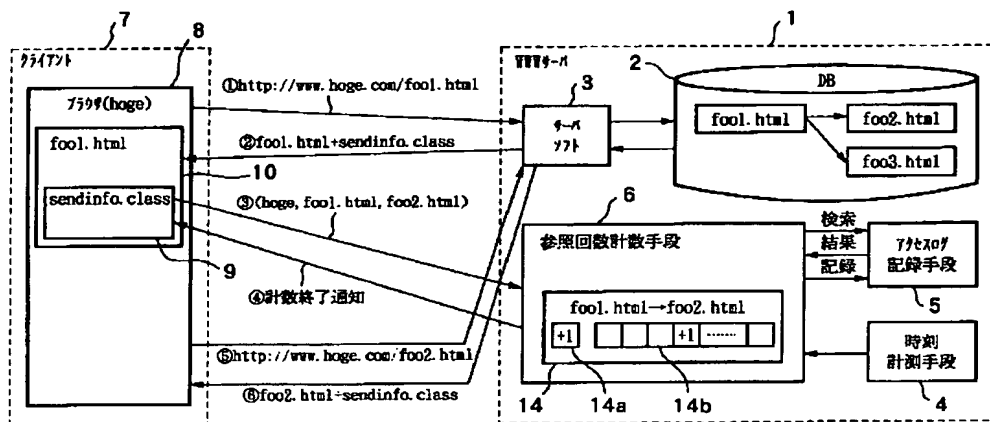 7
8
1
クライアント
ブラウザ(hoge)
foo1.html
10
sendinfo.class
9
①http://www.hoge.com/foo1.html
②foo1.html+sendinfo.class
③(hoge,foo1.html,foo2.html)
④計数終了通知
⑤http://www.hoge.com/foo2.html
⑥foo2.html+sendinfo.class
WWWサーバ
3
サーバ
ソフト
2
DB
foo1.html
foo2.html
foo3.html
6
参照回数計数手段
foo1.html→foo2.html
+1
+1
........
14
14a
14b
検索
結果
記録
アクセスログ
記録手段
5
時刻
計測手段
4